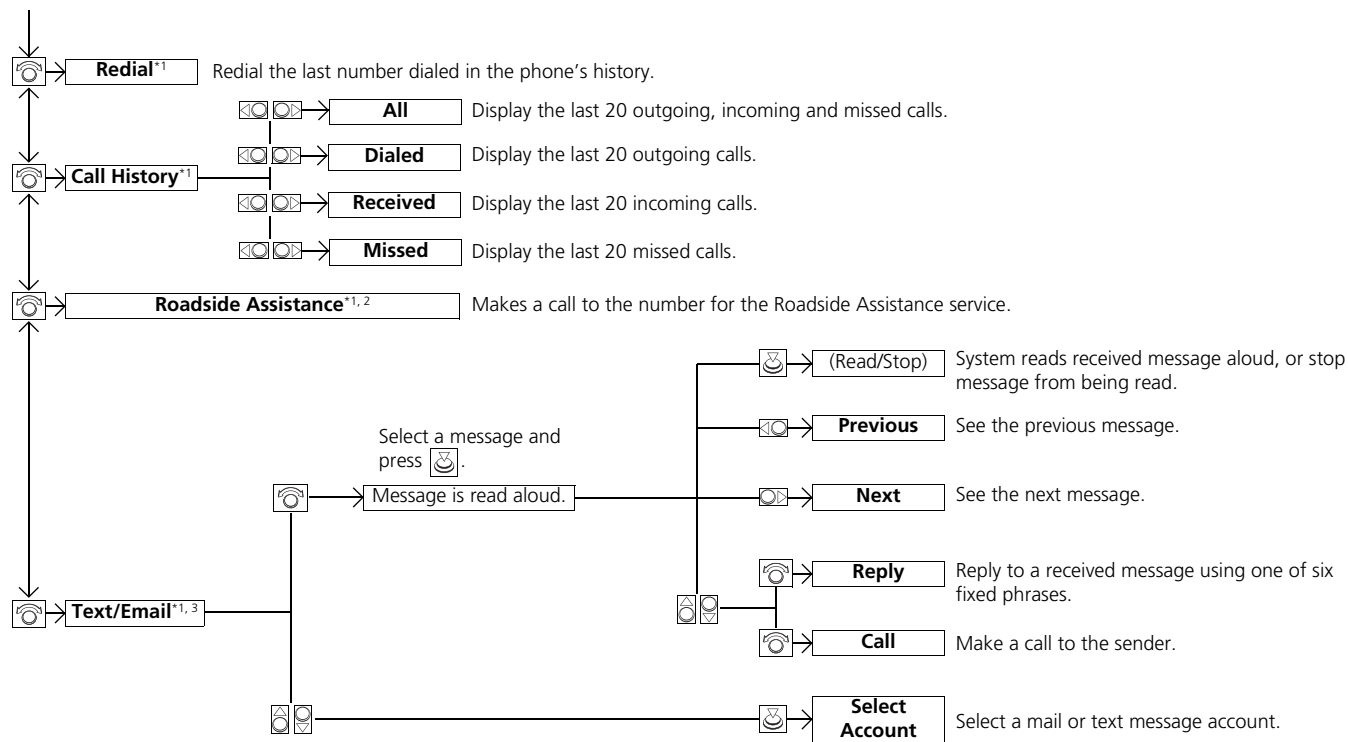 Redial*1 Redial the last number dialed in the phone's history.
All Display the last 20 outgoing, incoming and missed calls.
Dialed Display the last 20 outgoing calls.
Call History*1
Received Display the last 20 incoming calls.
Missed Display the last 20 missed calls.
Roadside Assistance*1, 2 Makes a call to the number for the Roadside Assistance service.
(Read/Stop) System reads received message aloud, or stop
message from being read.
Previous See the previous message.
Select a message and
press .
Message is read aloud.
Next See the next message.
Reply Reply to a received message using one of six
fixed phrases.
Text/Email*1, 3
Call Make a call to the sender.
Select
Account
Select a mail or text message account.